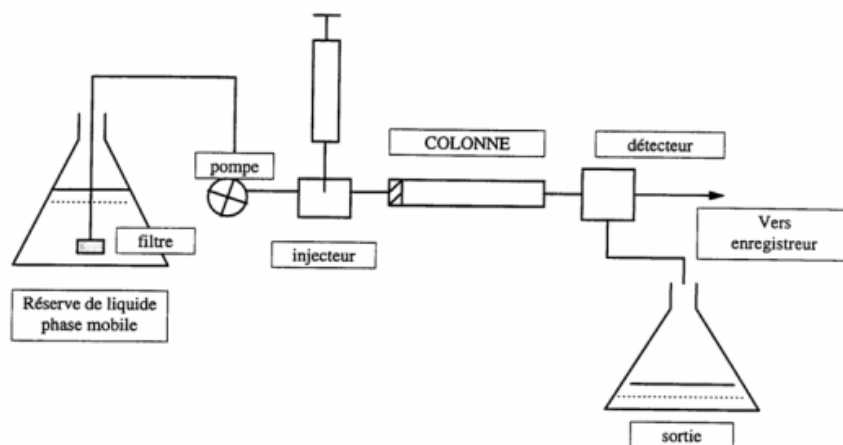 COLONNE
détecteur
pompe
filtre
injecteur
Vers
enregistreur
Réserve de liquide
phase mobile
sortie